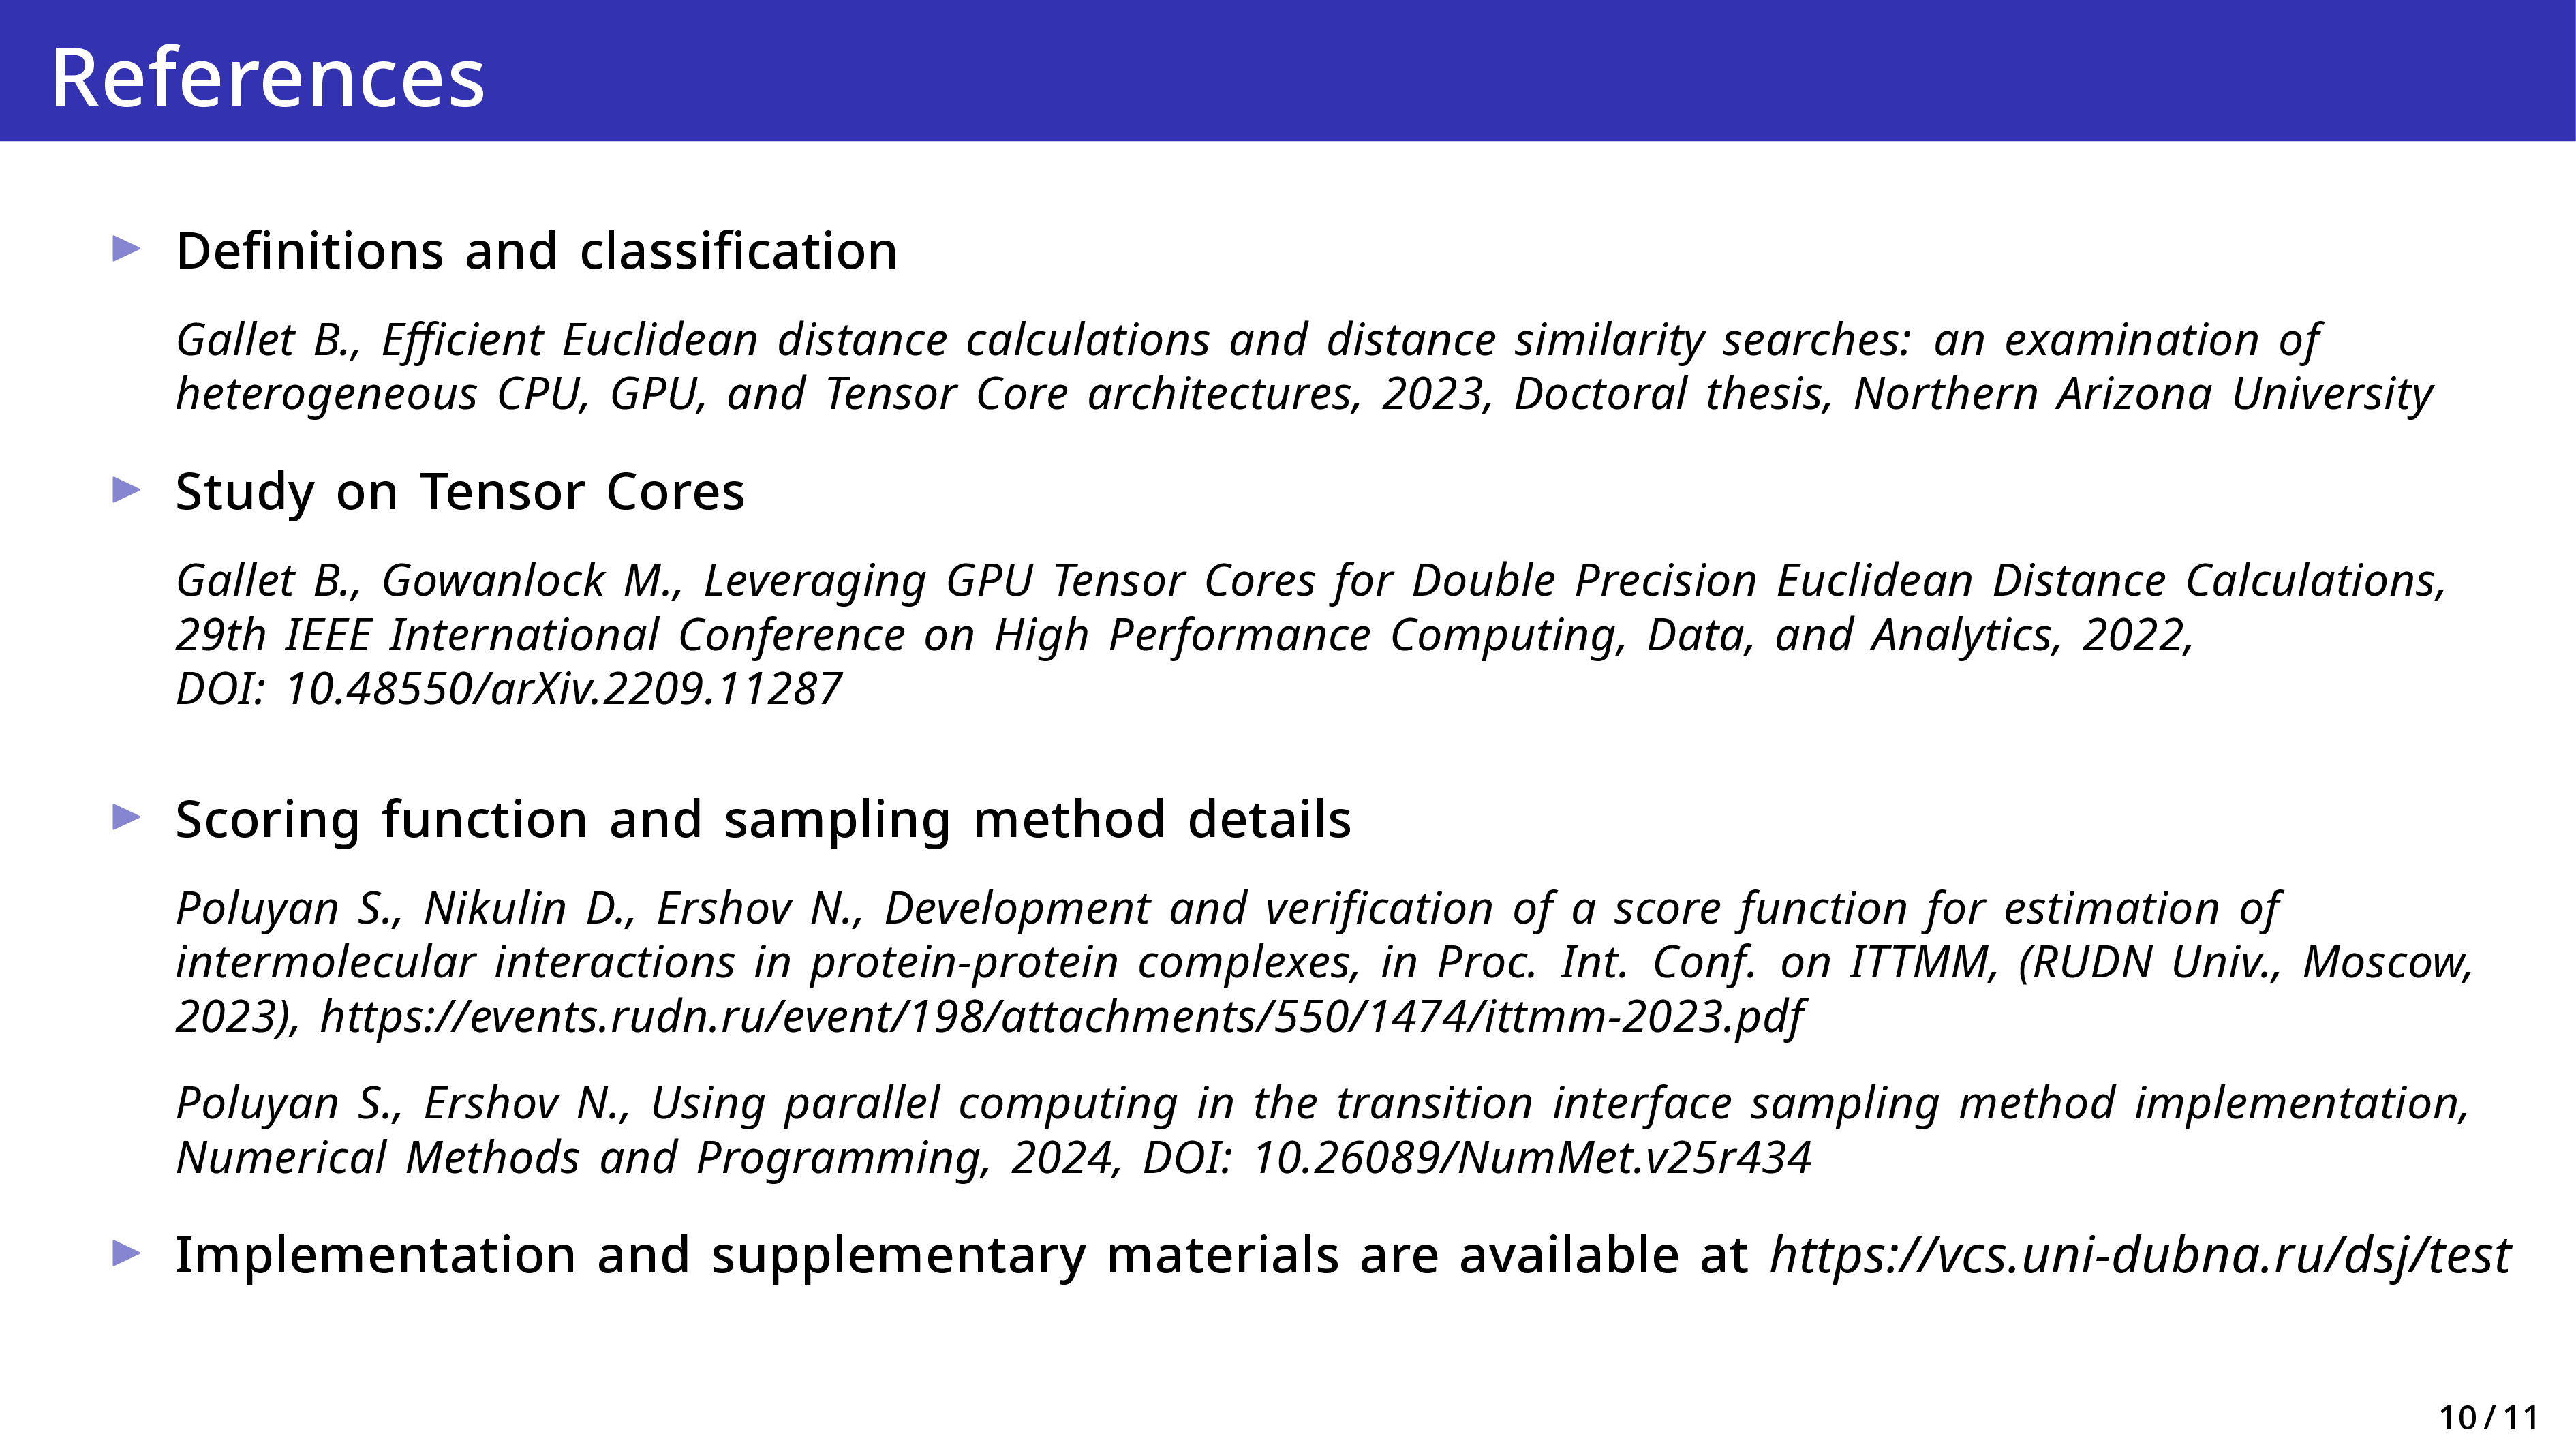 References
▶ Definitions and classification
Gallet B., Efficient Euclidean distance calculations and distance similarity searches: an examination of
heterogeneous CPU, GPU, and Tensor Core architectures, 2023, Doctoral thesis, Northern Arizona University
▶ Study on Tensor Cores
Gallet B., Gowanlock M., Leveraging GPU Tensor Cores for Double Precision Euclidean Distance Calculations,
29th IEEE International Conference on High Performance Computing, Data, and Analytics, 2022,
DOI: 10.48550/arXiv.2209.11287
▶ Scoring function and sampling method details
Poluyan S., Nikulin D., Ershov N., Development and verification of a score function for estimation of
intermolecular interactions in protein-protein complexes, in Proc. Int. Conf. on ITTMM, (RUDN Univ., Moscow,
2023), https://events.rudn.ru/event/198/attachments/550/1474/ittmm-2023.pdf
Poluyan S., Ershov N., Using parallel computing in the transition interface sampling method implementation,
Numerical Methods and Programming, 2024, DOI: 10.26089/NumMet.v25r434
▶ Implementation and supplementary materials are available at https://vcs.uni-dubna.ru/dsj/test
10 / 11